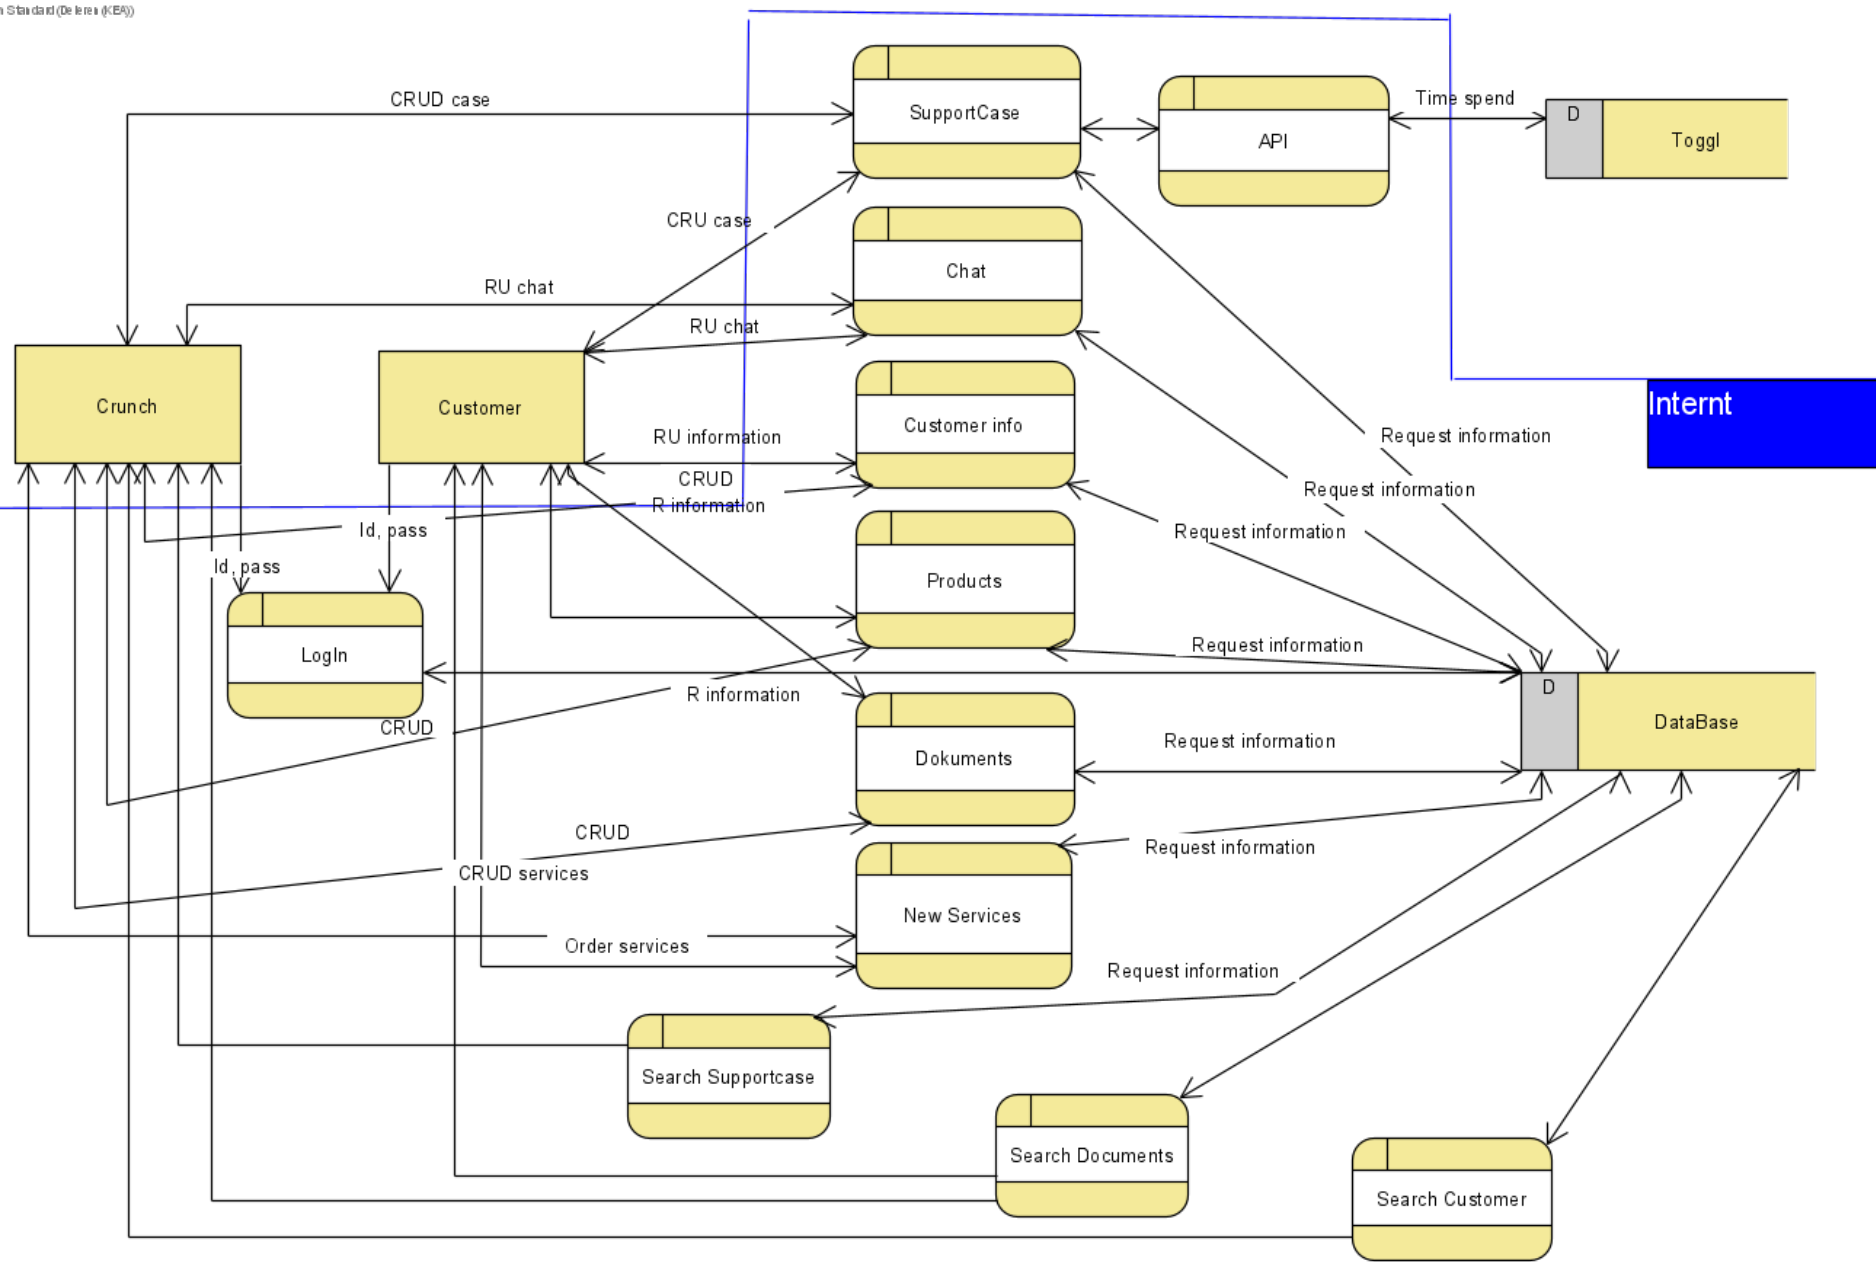 n Standard(Deleren(KEA))
CRUD case
SupportCase
API
Time spend
D
Toggl
CRU case
Chat
RU chat
RU chat
Crunch
Customer
Customer info
RU information
CRUD
R information
Internt
Request information
Request information
Request information
Id, pass
Id, pass
Products
LogIn
Request information
R information
CRUD
D
DataBase
Dokuments
Request information
CRUD
CRUD services
Request information
New Services
Order services
Request information
Search Supportcase
Search Documents
Search Customer